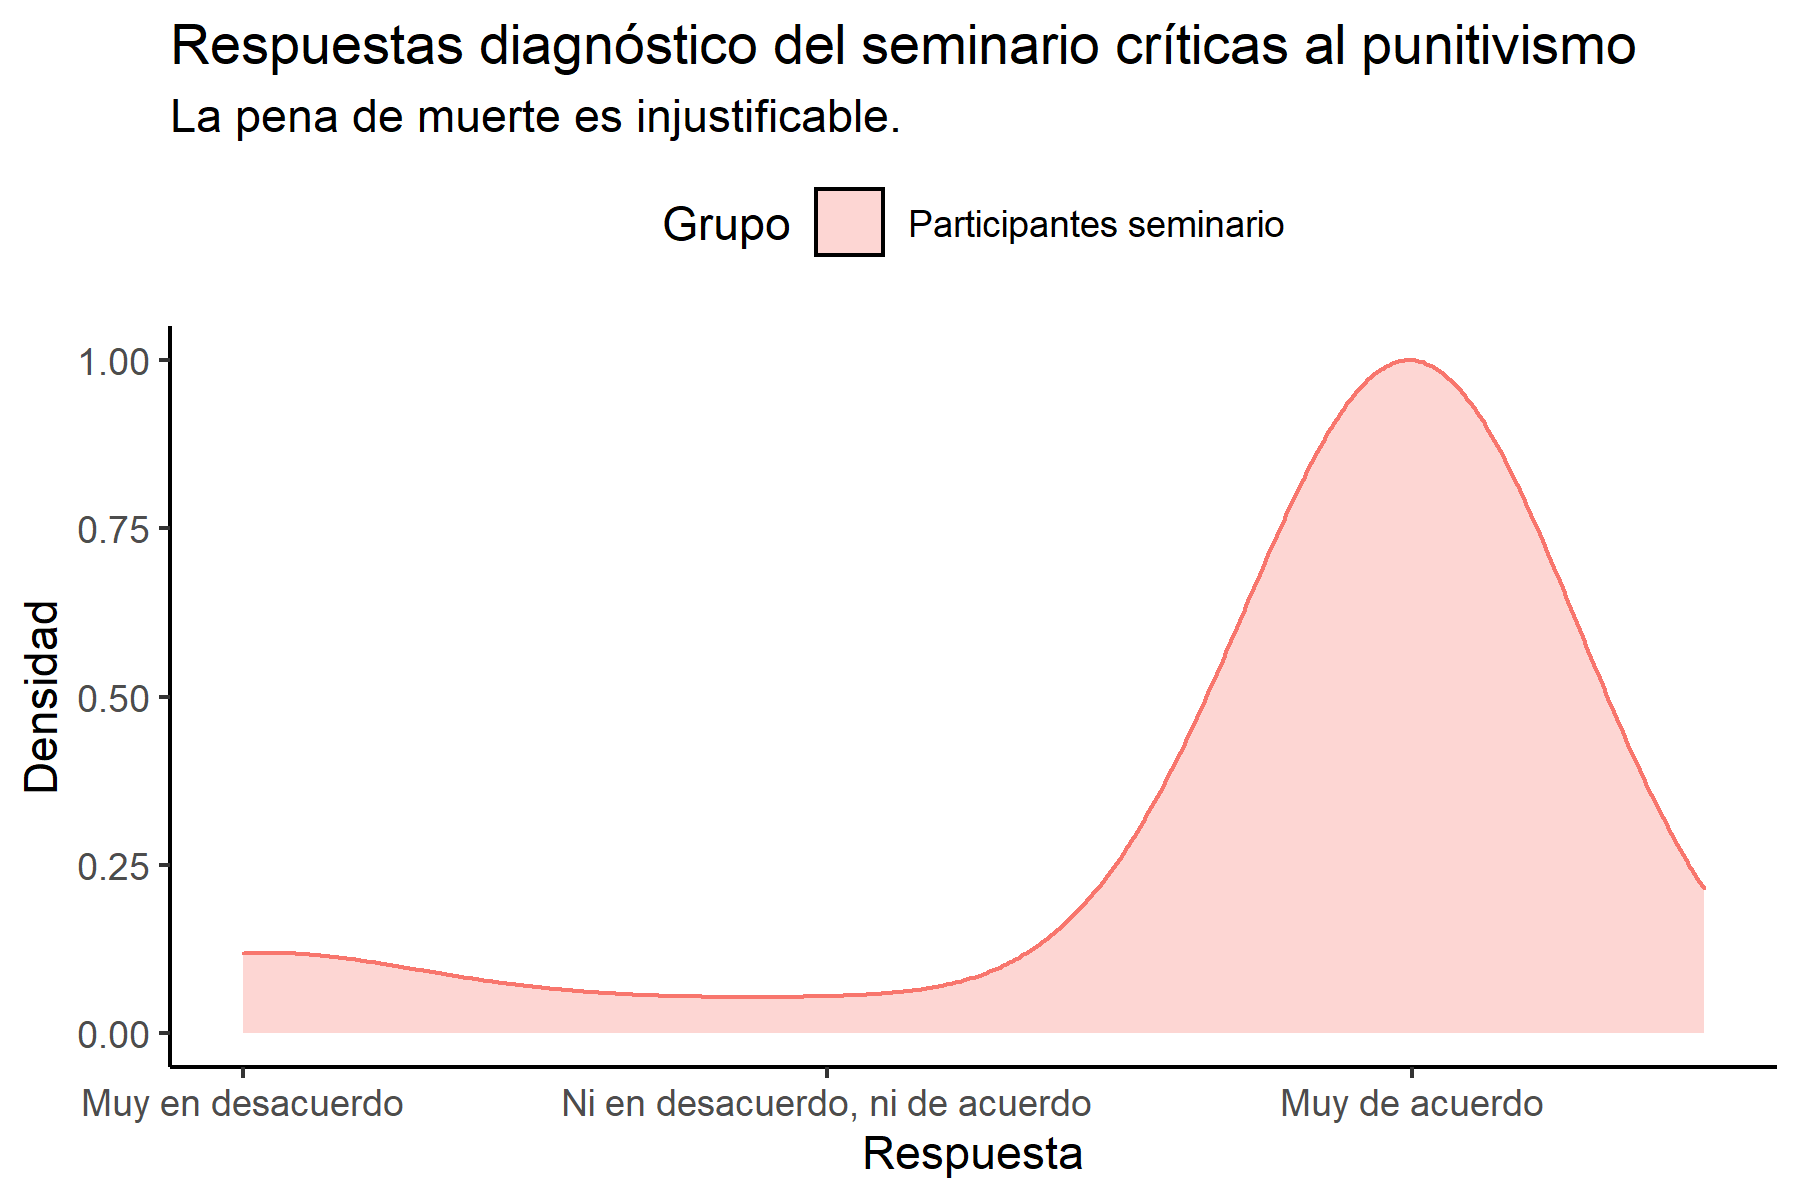 Respuestas diagnóstico del seminario críticas al punitivismo
La pena de muerte es injustificable.
Grupo Participantes seminario
1.00
0.75
0.50
0.25
0.00
Densidad
Muy en desacuerdo Ni en desacuerdo, ni de acuerdo Muy de acuerdo
Respuesta